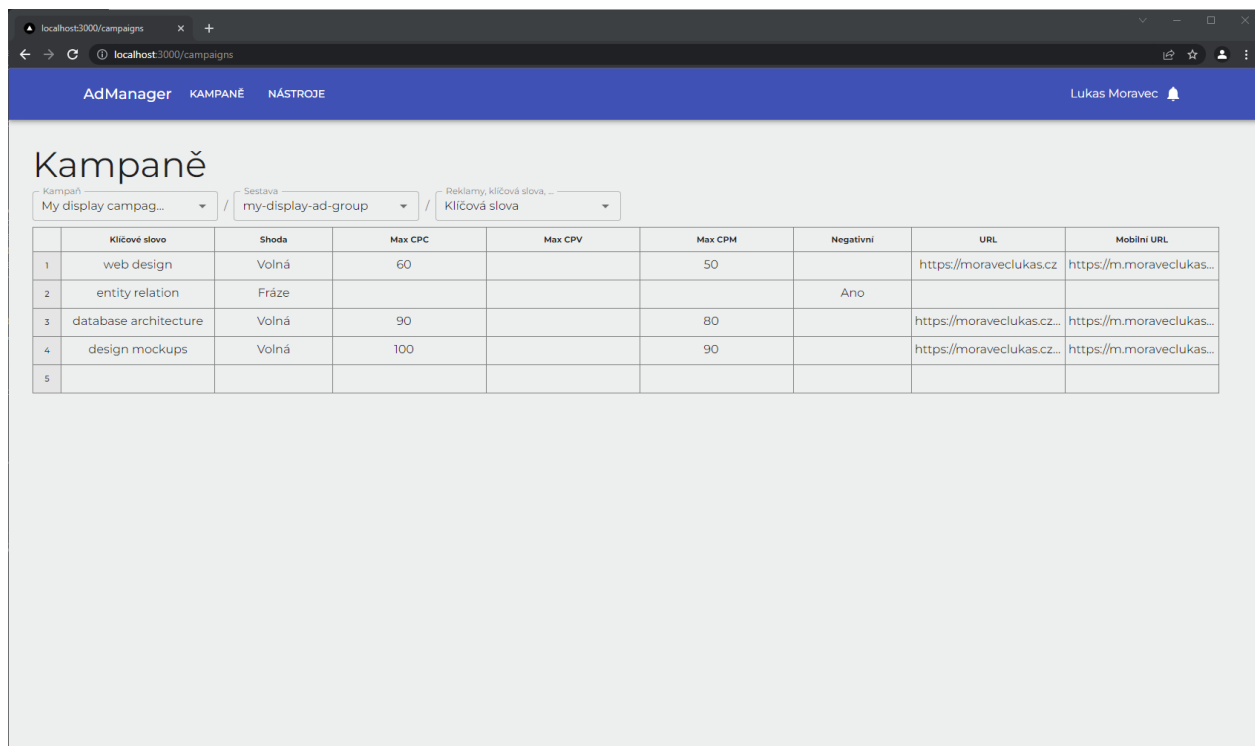 localhost:3000/campaigns
localhost:3000/campaigns
AdManager KAMPANĚ NÁSTROJE Lukas Moravec
Kampaně
Kampaň Sestava Reklamy, klíčová slova, ...
My display campag... / my-display-ad-group / Klíčová slova
Klíčové slovo Shoda Max CPC Max CPV Max CPM Negativní URL Mobilní URL
1 web design Volná 60 50 https://moraveclukas.cz https://m.moraveclukas...
2 entity relation Fráze Ano
3 database architecture Volná 90 80 https://moraveclukas.cz... https://m.moraveclukas...
4 design mockups Volná 100 90 https://moraveclukas.cz... https://m.moraveclukas...
5